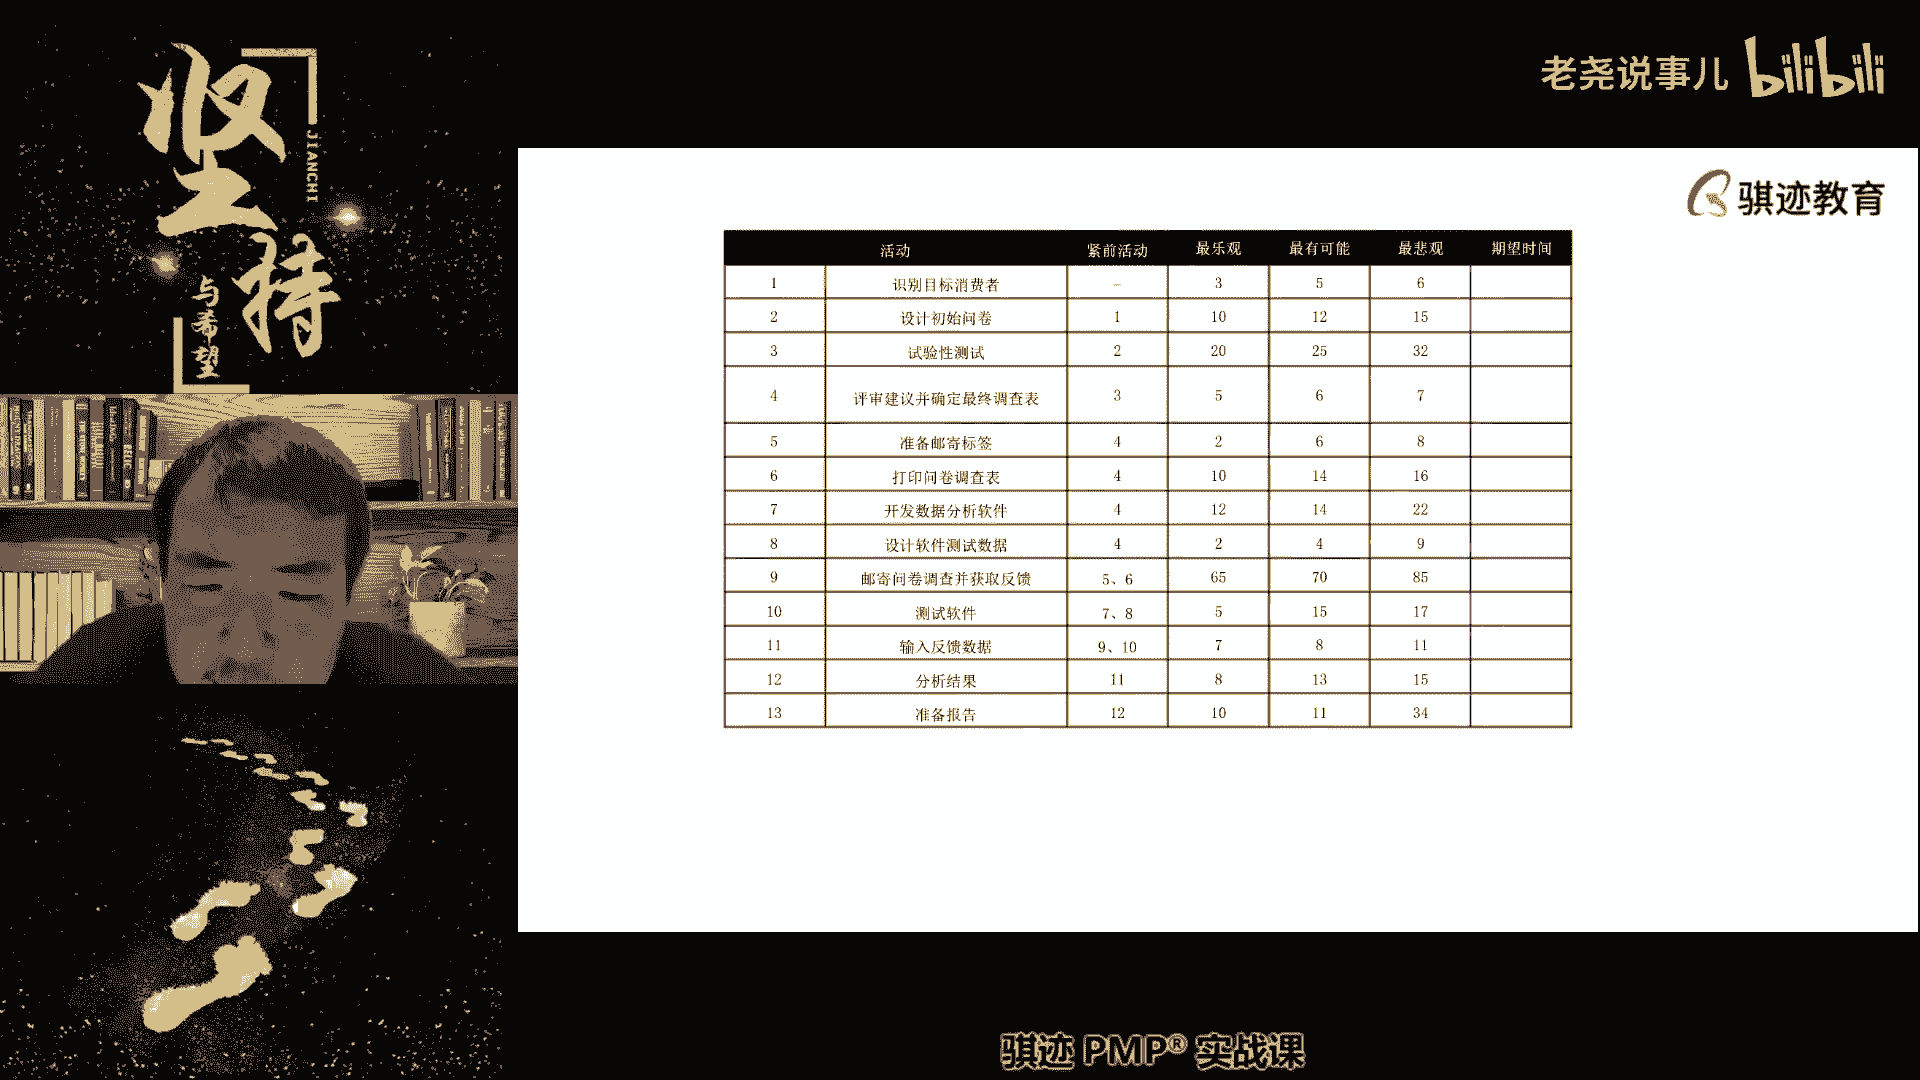 坚
持
与希望
JIANCHI
老尧说事儿 bilibili
骐迹教育
活动 紧前活动 最乐观 最有可能 最悲观 期望时间
1 识别目标消费者 – 3 5 6
2 设计初始问卷 1 10 12 15
3 试验性测试 2 20 25 32
4 评审建议并确定最终调查表 3 5 6 7
5 准备邮寄标签 4 2 6 8
6 打印问卷调查表 4 10 14 16
7 开发数据分析软件 4 12 14 22
8 设计软件测试数据 4 2 4 9
9 邮寄问卷调查并获取反馈 5、6 65 70 85
10 测试软件 7、8 5 15 17
11 输入反馈数据 9、10 7 8 11
12 分析结果 11 8 13 15
13 准备报告 12 10 11 34
骐迹 PMP® 实战课